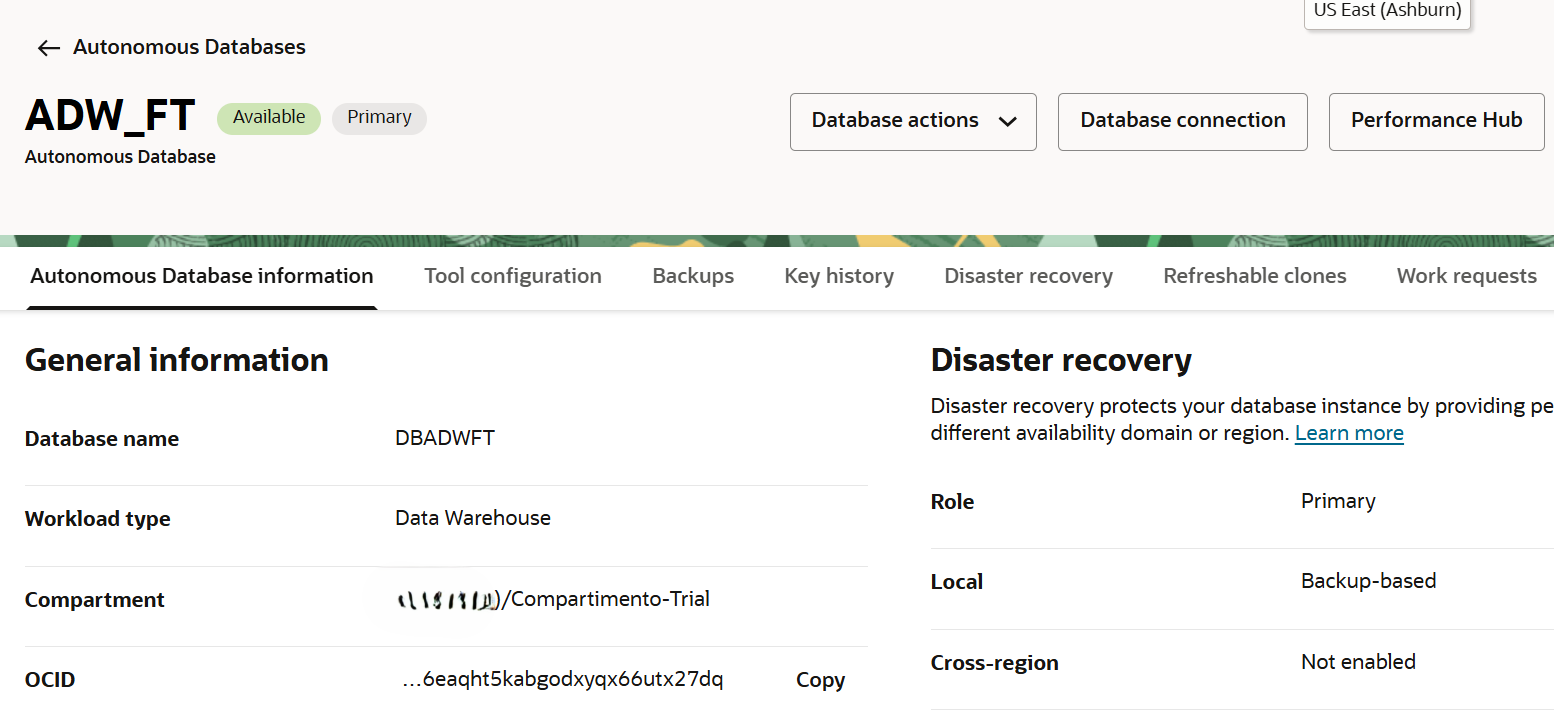 US East (Ashburn)
← Autonomous Databases
ADW_FT Available Primary
Autonomous Database
Database actions Database connection Performance Hub
Autonomous Database information Tool configuration Backups Key history Disaster recovery Refreshable clones Work requests
General information
Database name DBADWFT
Workload type Data Warehouse
Compartment )/Compartimento-Trial
OCID ...6eaqht5kabgodxyqx66utx27dq Copy
Disaster recovery
Disaster recovery protects your database instance by providing pe
different availability domain or region. Learn more
Role Primary
Local Backup-based
Cross-region Not enabled